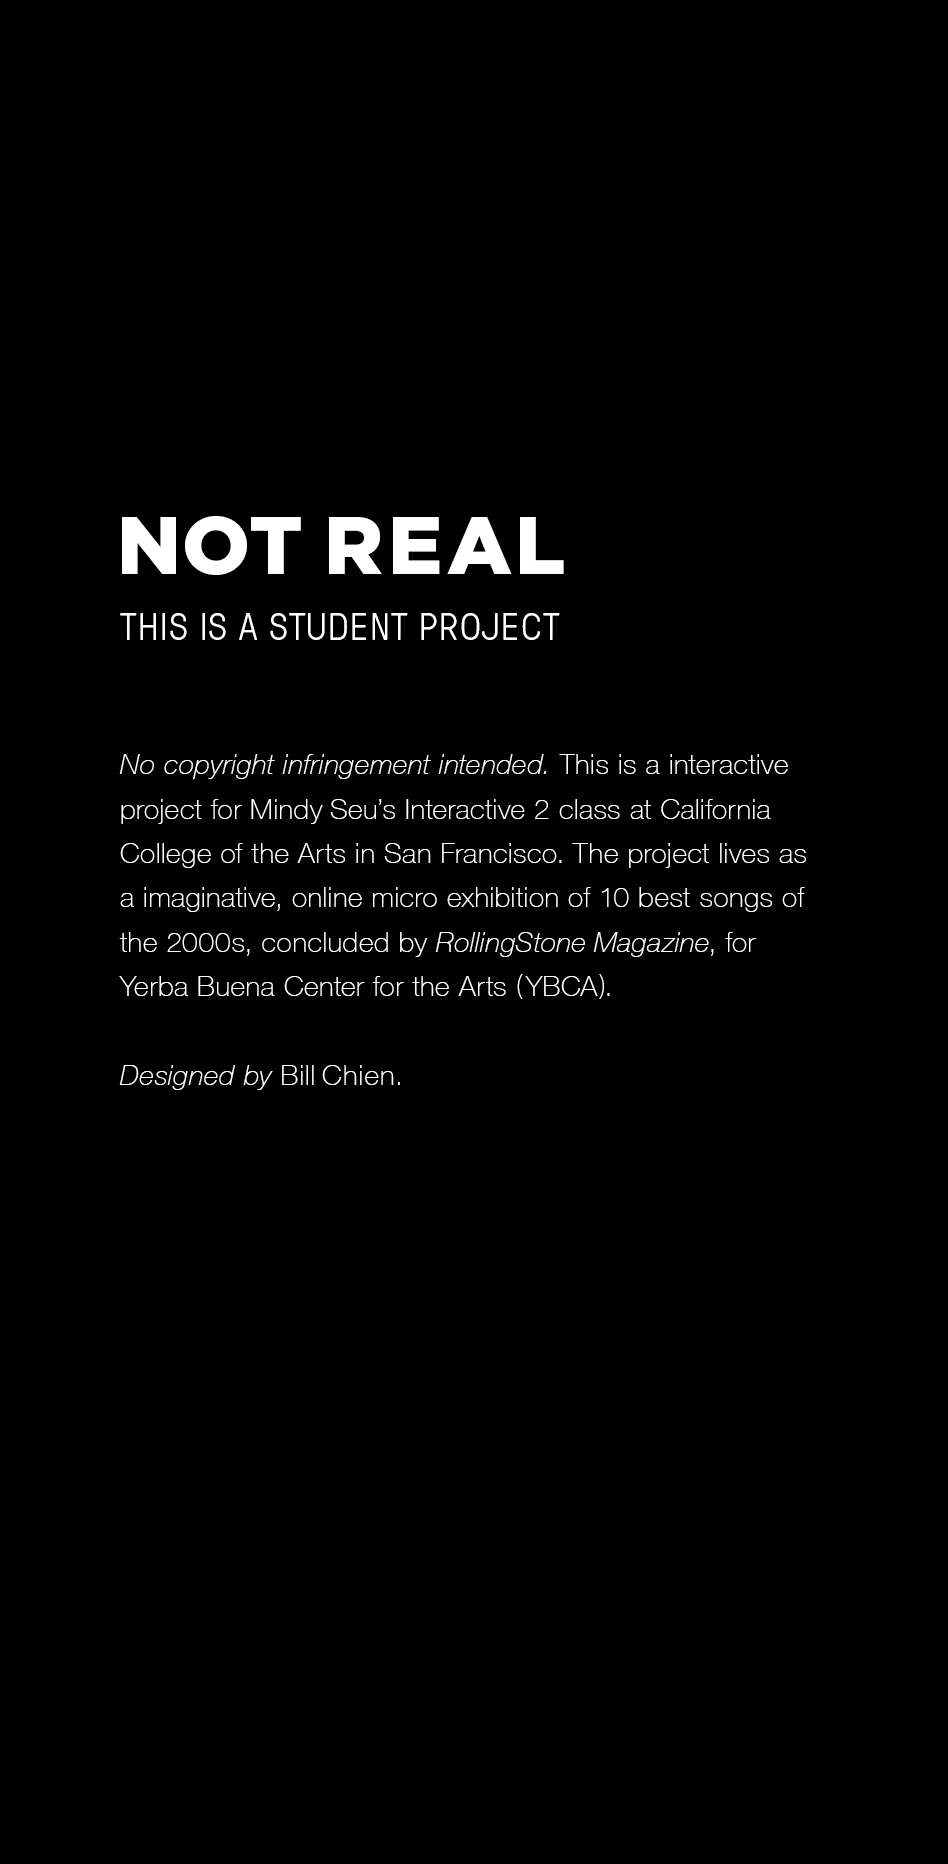 NOT REAL
THIS IS A STUDENT PROJECT
No copyright infringement intended. This is a interactive
project for Mindy Seu’s Interactive 2 class at California
College of the Arts in San Francisco. The project lives as
a imaginative, online micro exhibition of 10 best songs of
the 2000s, concluded by RollingStone Magazine, for
Yerba Buena Center for the Arts (YBCA).
Designed by Bill Chien.